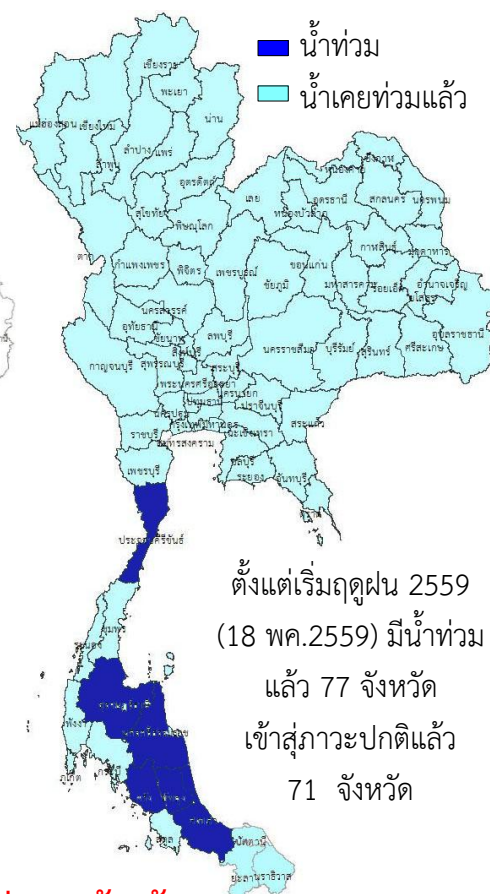 น้ำท่วม
น้ำเคยท่วมแล้ว
เชียงราย
พะเยา
น่าน
แม่ฮ่องสอน
เชียงใหม่
ลำปาง
แพร่
ลำพูน
อุตรดิตถ์
เลย
อุดรธานี
สกลนคร
นครพนม
สุโขทัย
พิษณุโลก
ตาก
กำแพงเพชร
พิจิตร
เพชรบูรณ์
ขอนแก่น
กาฬสินธุ์
มุกดาหาร
ชัยภูมิ
มหาสารคาม
ร้อยเอ็ด
อำนาจเจริญ
ยโสธร
นครสวรรค์
อุทัยธานี
ชัยนาท
ลพบุรี
นครราชสีมา
บุรีรัมย์
สุรินทร์
ศรีสะเกษ
อุบลราชธานี
กาญจนบุรี
สุพรรณบุรี
สระบุรี
พระนครศรีอยุธยา
ปทุมธานี
ปราจีนบุรี
สระแก้ว
กรุงเทพมหานคร
ฉะเชิงเทรา
ราชบุรี
สมุทรสงคราม
ชลบุรี
ระยอง
จันทบุรี
ตราด
เพชรบุรี
ประจวบคีรีขันธ์
ตั้งแต่เริ่มฤดูฝน 2559
(18 พค.2559) มีน้ำท่วม
แล้ว 77 จังหวัด
เข้าสู่ภาวะปกติแล้ว
71 จังหวัด
ชุมพร
ระนอง
พังงา
ภูเก็ต
กระบี่
สตูล
ปัตตานี
ยะลา
นราธิวาส